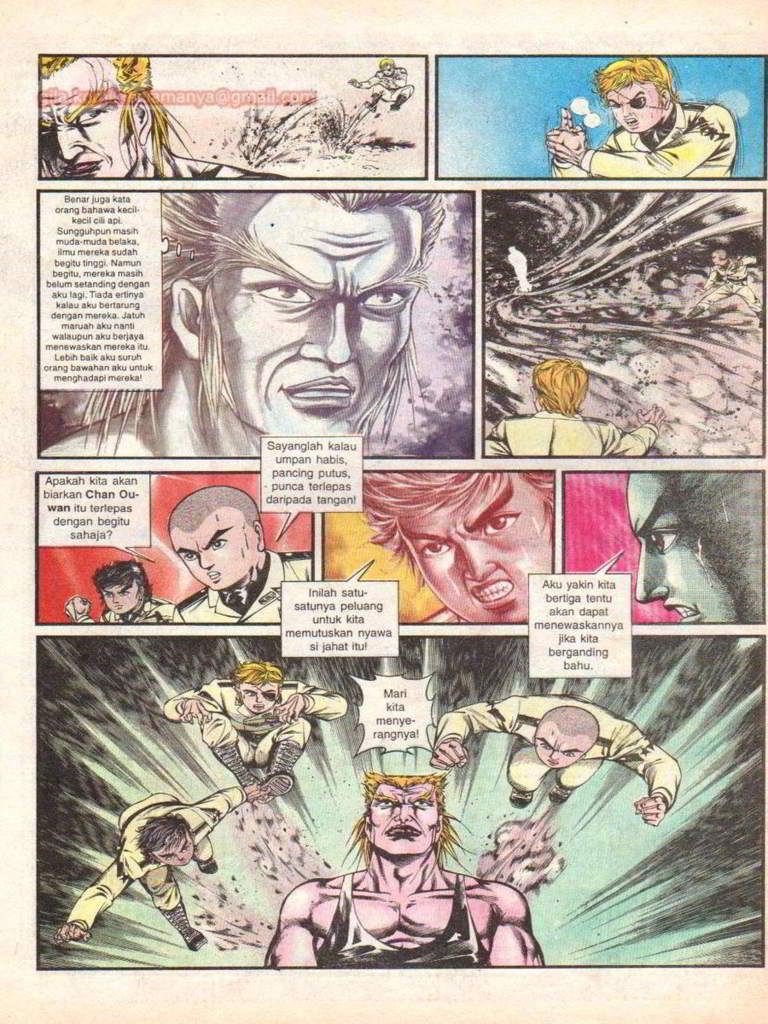 Benar juga kata
orang bahawa kecil-
kecil cili api.
Sungguhpun masih
muda-muda belaka,
ilmu mereka sudah
begitu tinggi. Namun
begitu, mereka masih
belum setanding dengan
aku lagi. Tiada ertinya
kalau aku bertarung
dengan mereka. Jatuh
maruah aku nanti
walaupun aku berjaya
menewaskan mereka itu.
Lebih baik aku suruh
orang bawahan aku untuk
menghadapi mereka!
Apakah kita akan
biarkan Chan Ou-
wan itu terlepas
dengan begitu
sahaja?
Sayanglah kalau
umpan habis,
pancing putus,
punca terlepas
daripada tangan!
Inilah satu-
satunya peluang
untuk kita
memutuskan nyawa
si jahat itu!
Aku yakin kita
bertiga tentu
akan dapat
menewaskannya
jika kita
berganding
bahu.
Mari
kita
menye-
rangnya!